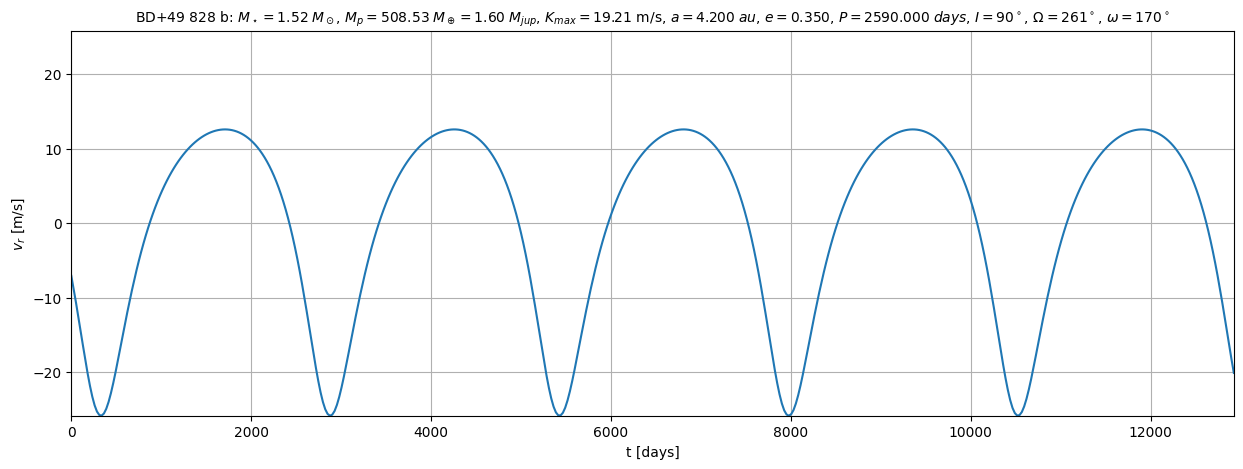 BD+49 828 b: $M_\star = 1.52\ M_\odot$, $M_p = 508.53\ M_\oplus = 1.60\ M_{jup}$, $K_{max} = 19.21$ m/s, $a = 4.200\ au$, $e = 0.350$, $P = 2590.000\ days$, $I = 90^\circ$, $\Omega = 261^\circ$, $\omega = 170^\circ$
20
10
0
−10
−20
$v_r$ [m/s]
0 2000 4000 6000 8000 10000 12000
t [days]